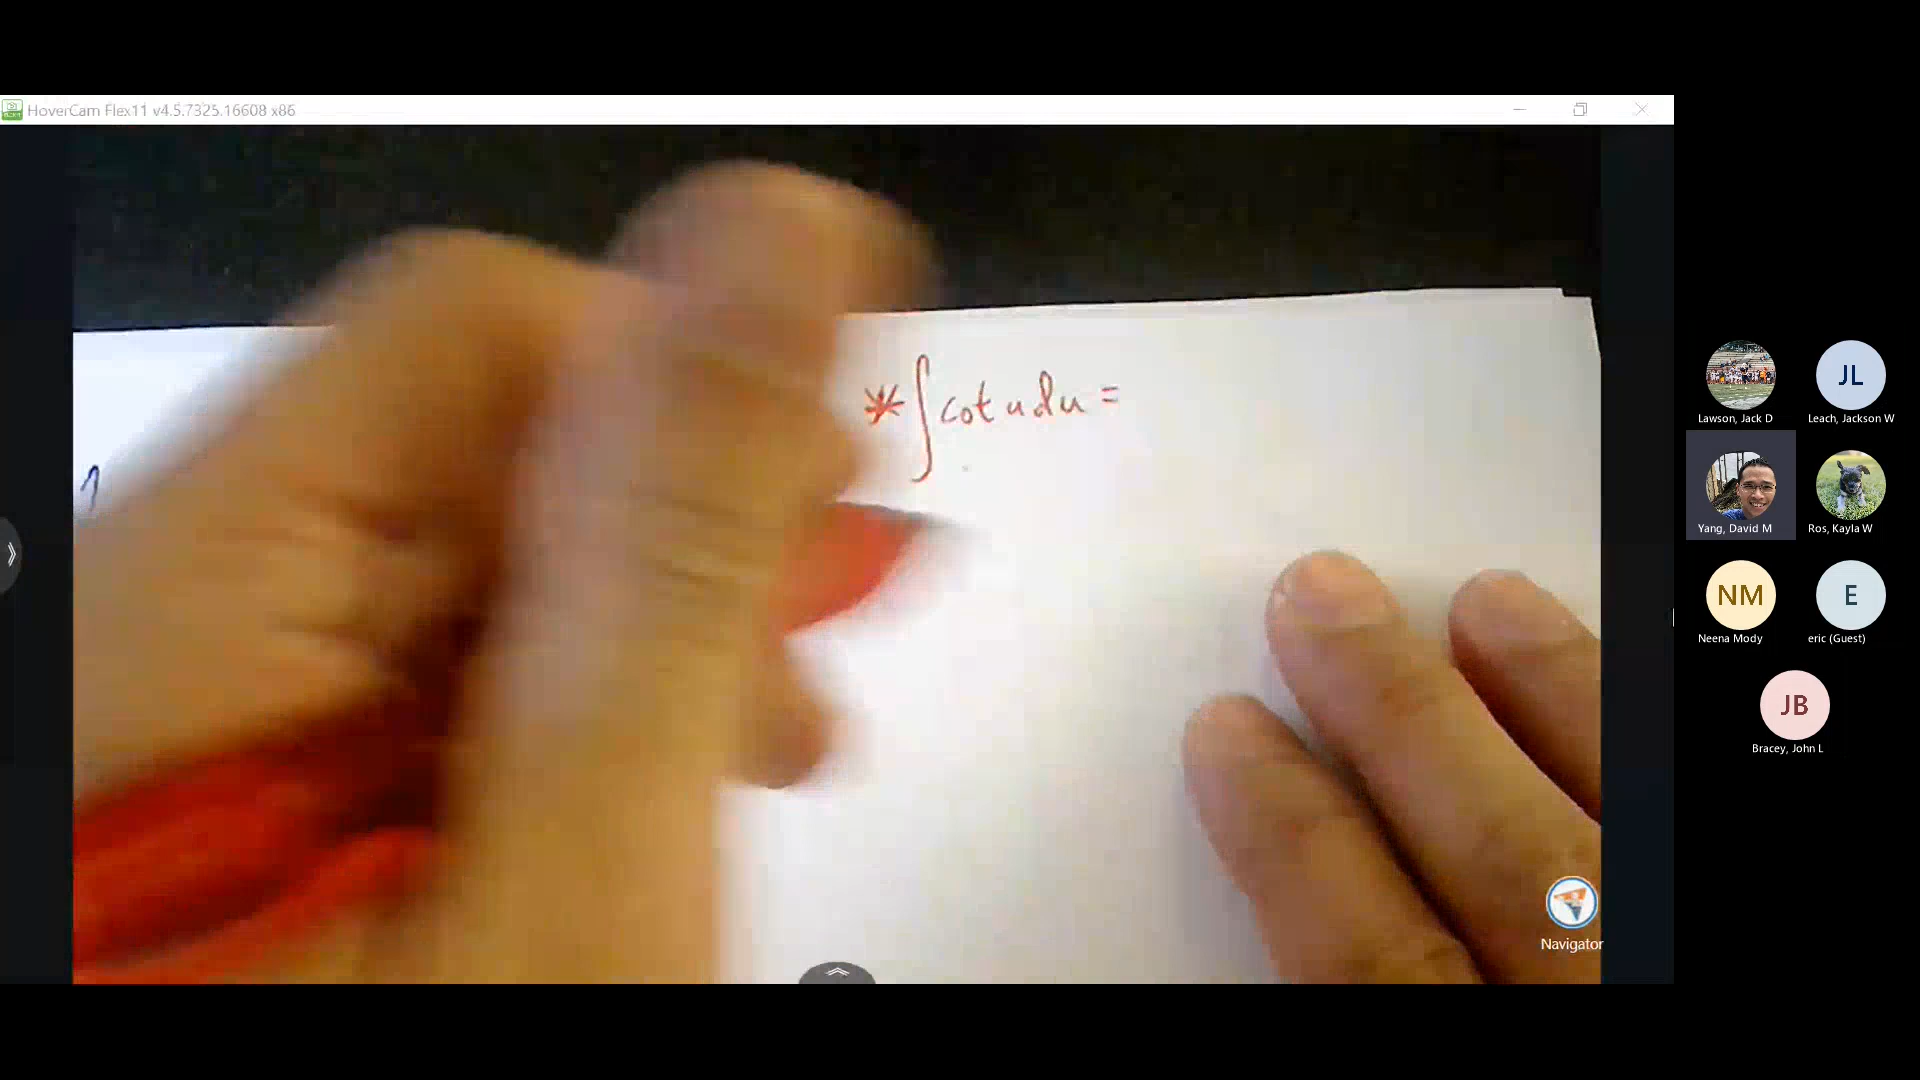 HoverCam Flex11 v4.5.7325.16608 x86
* ∫ cot u du =
Navigator
Lawson, Jack D
JL
Leach, Jackson W
Yang, David M
Ros, Kayla W
NM
Neena Mody
E
eric (Guest)
JB
Bracey, John L